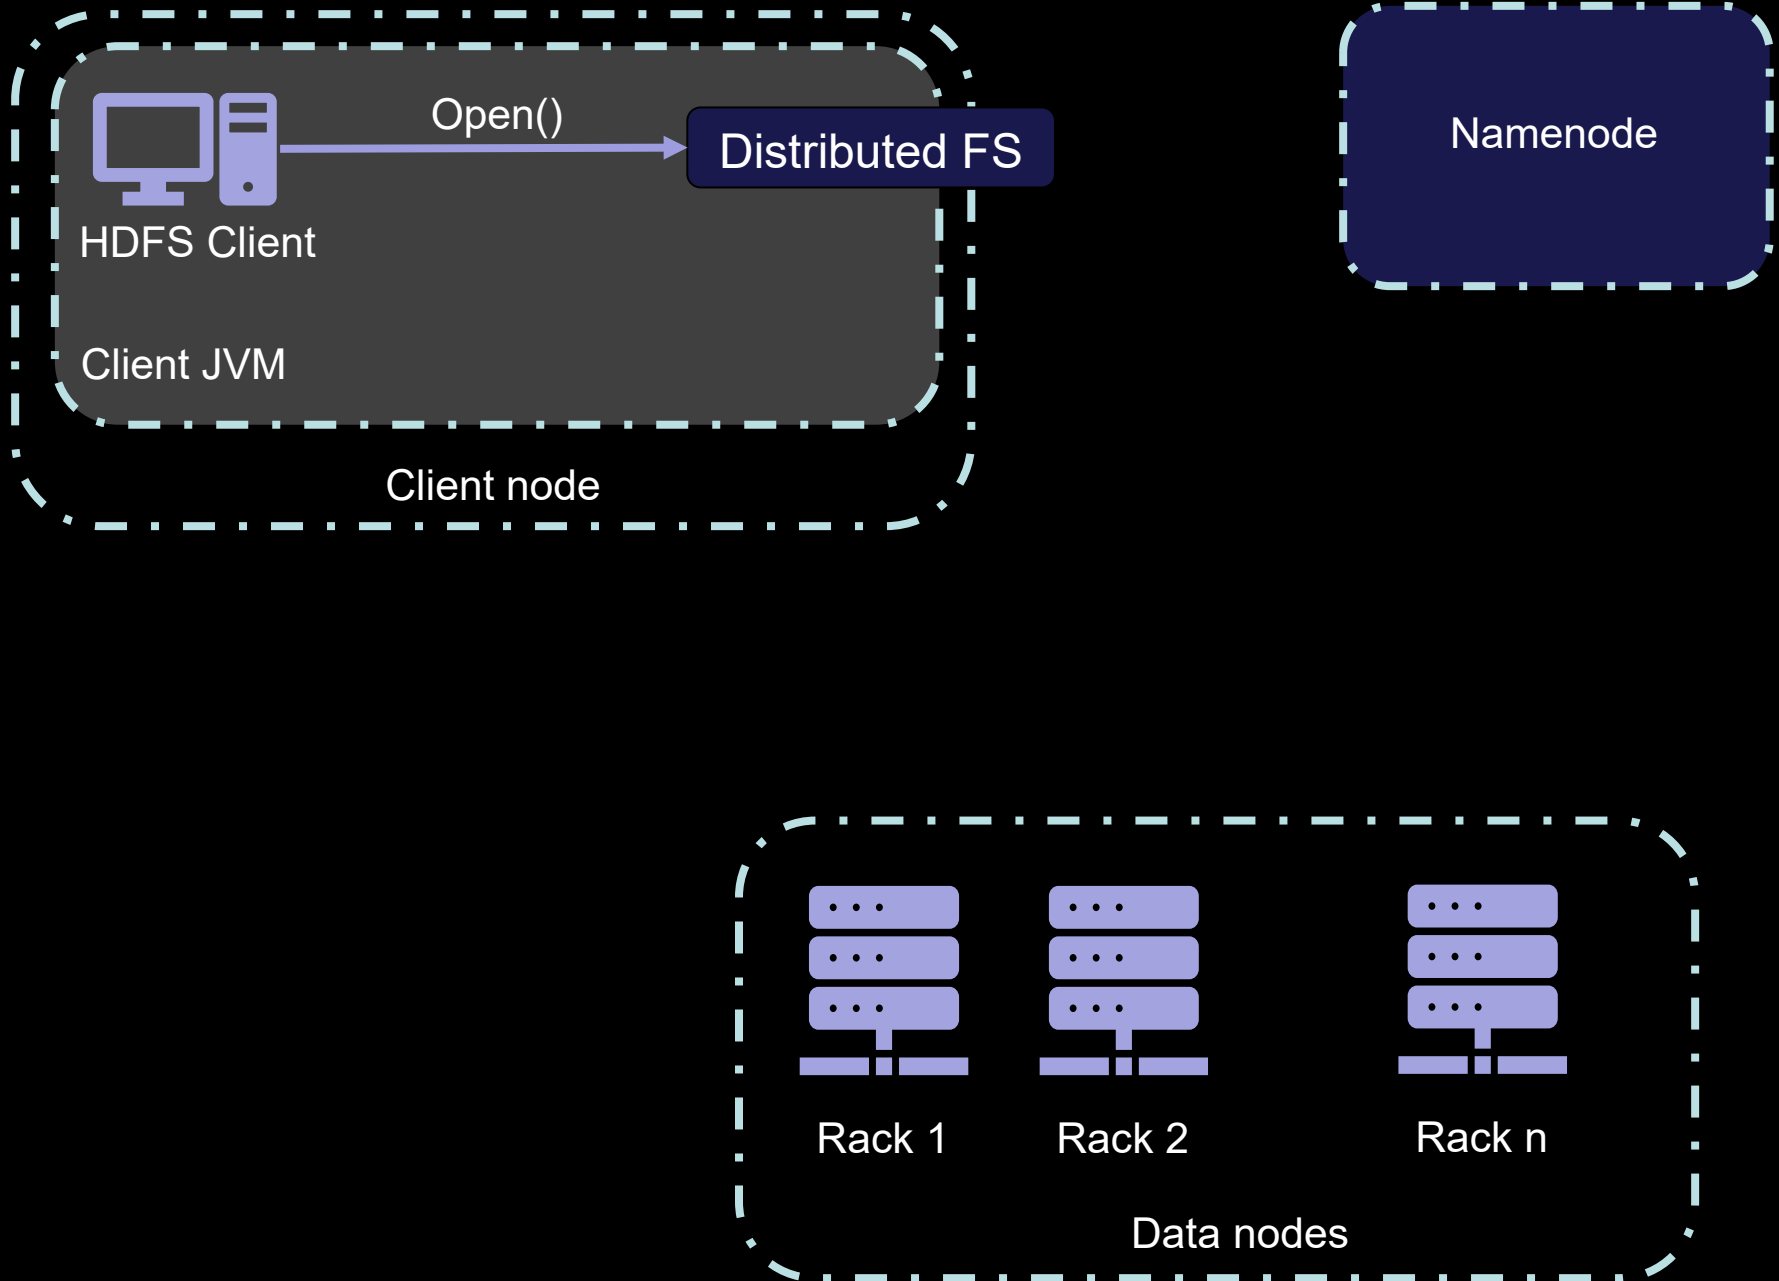 Open()
Distributed FS
Namenode
HDFS Client
Client JVM
Client node
Rack 1
Rack 2
Rack n
Data nodes